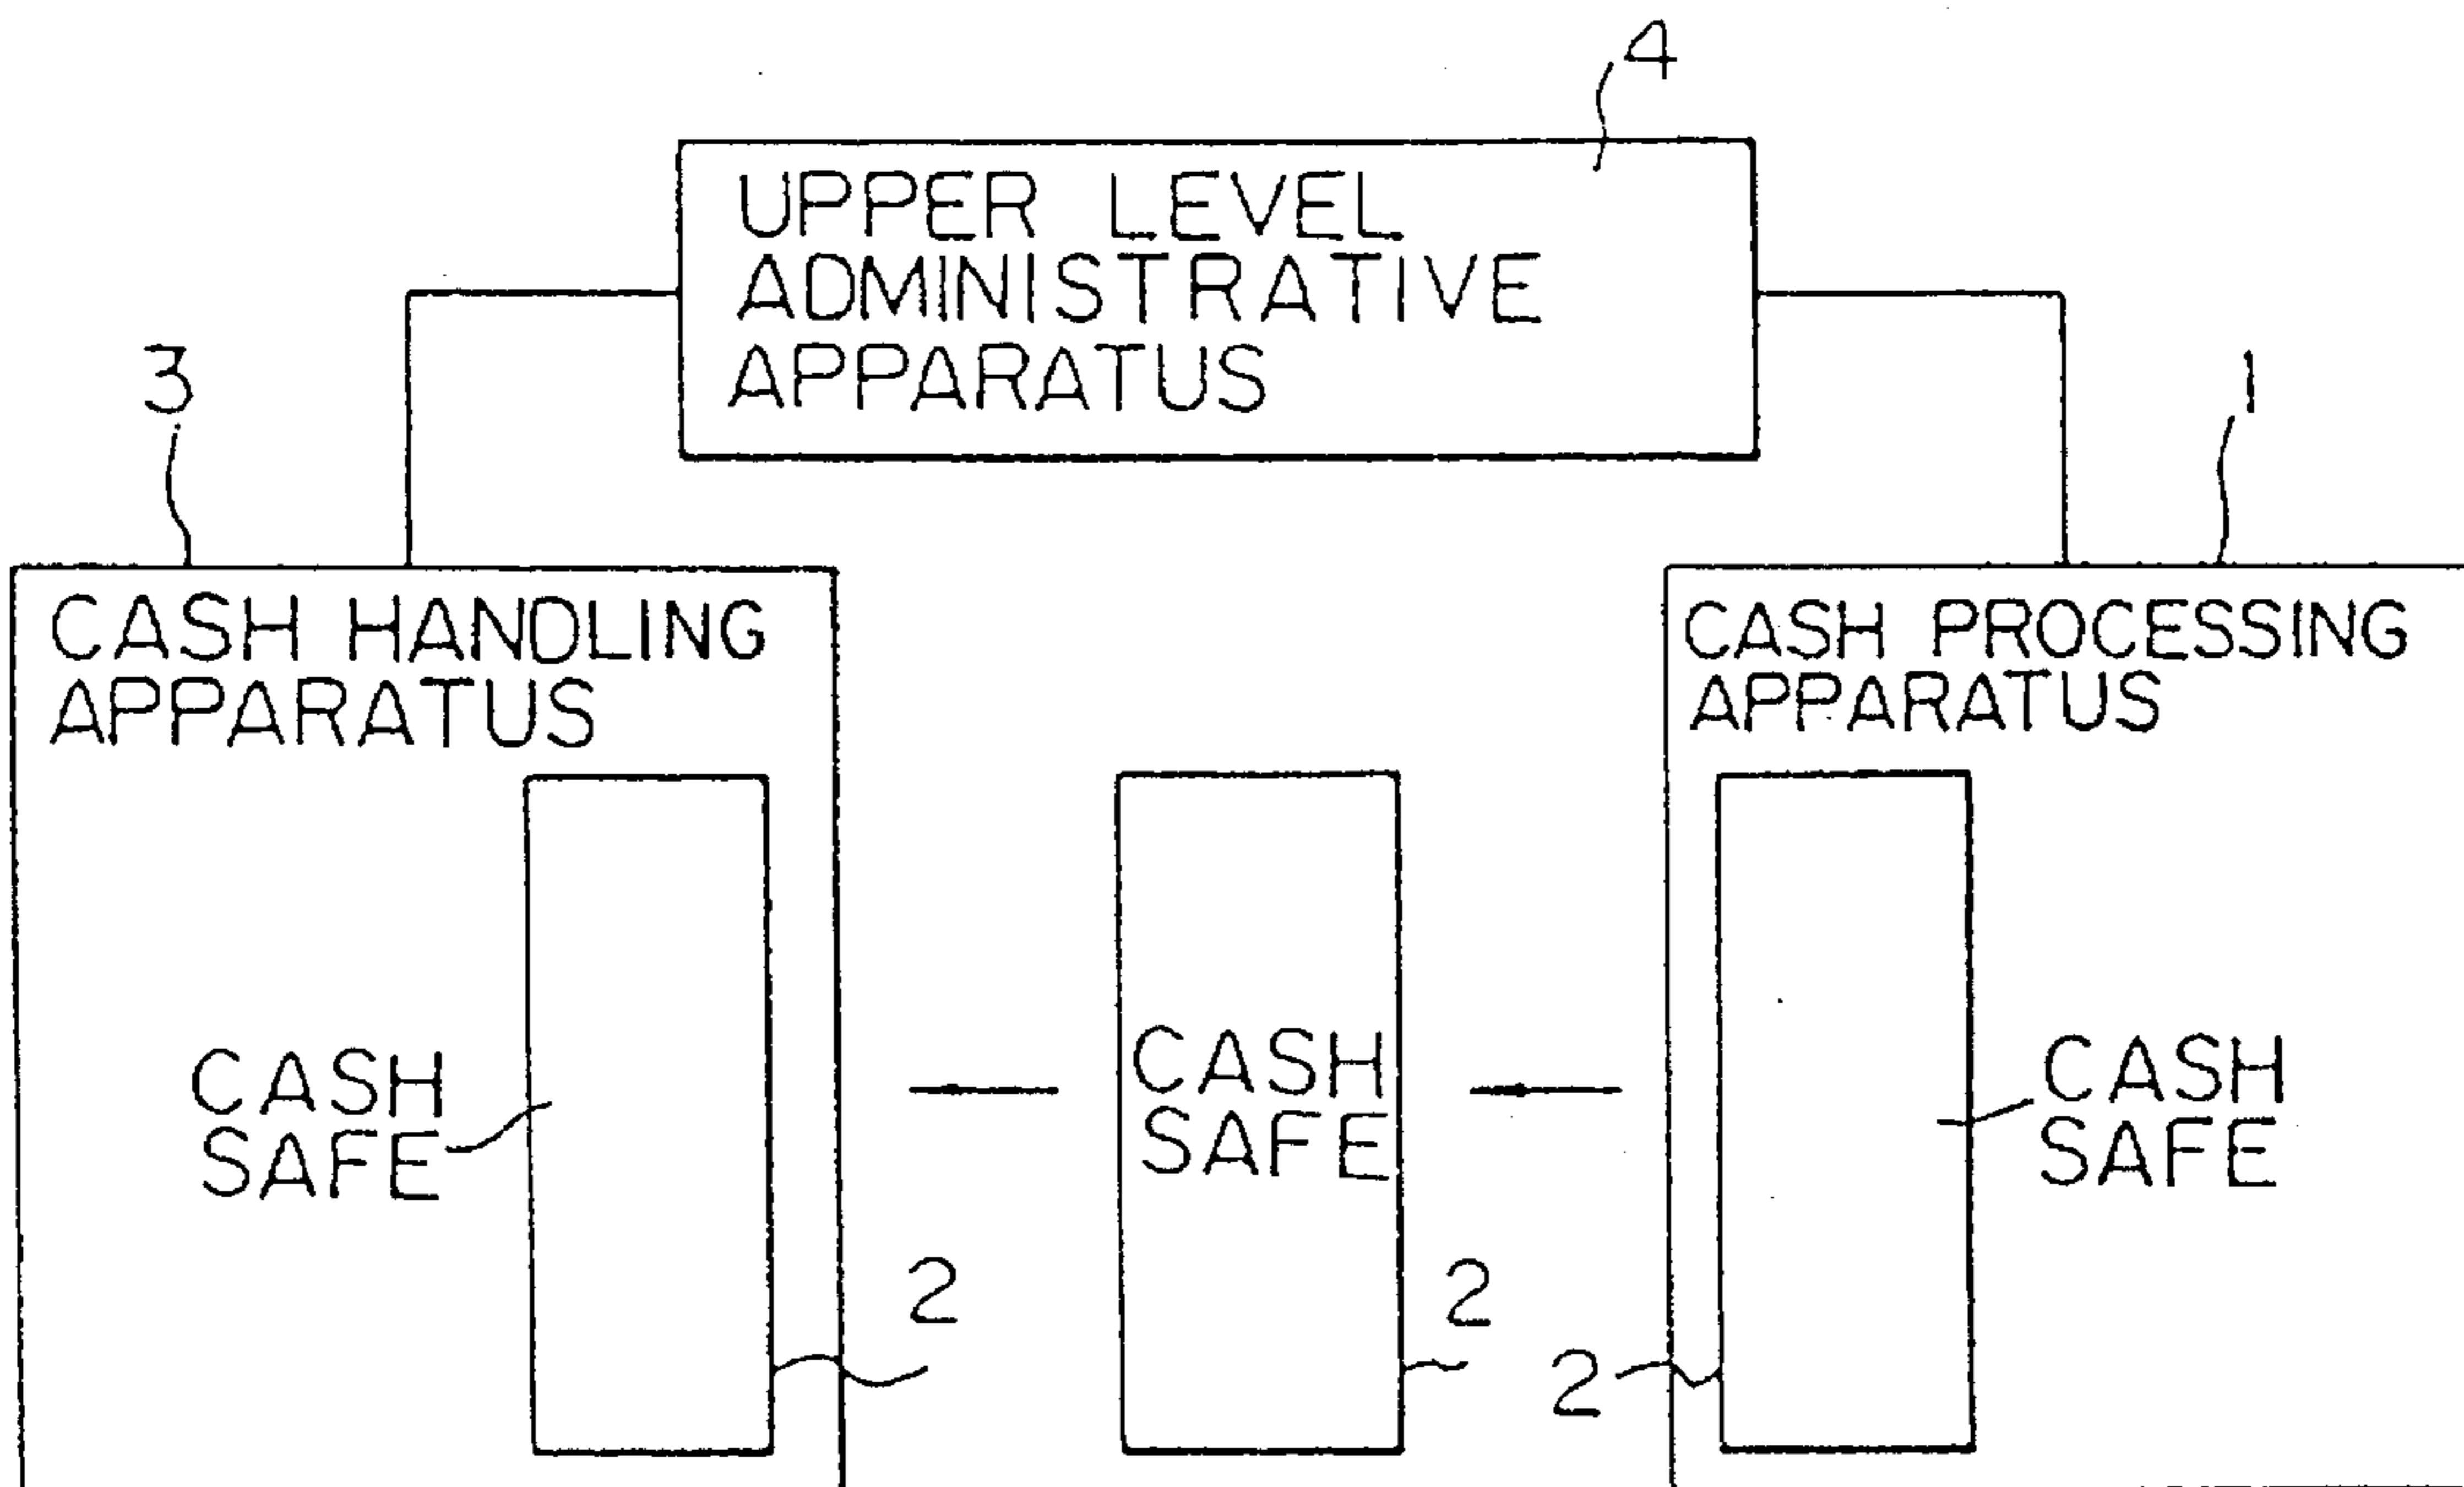 4
UPPER LEVEL
ADMINISTRATIVE
APPARATUS
3
1
CASH HANDLING
APPARATUS
CASH PROCESSING
APPARATUS
CASH
SAFE
CASH
SAFE
CASH
SAFE
2
2
2